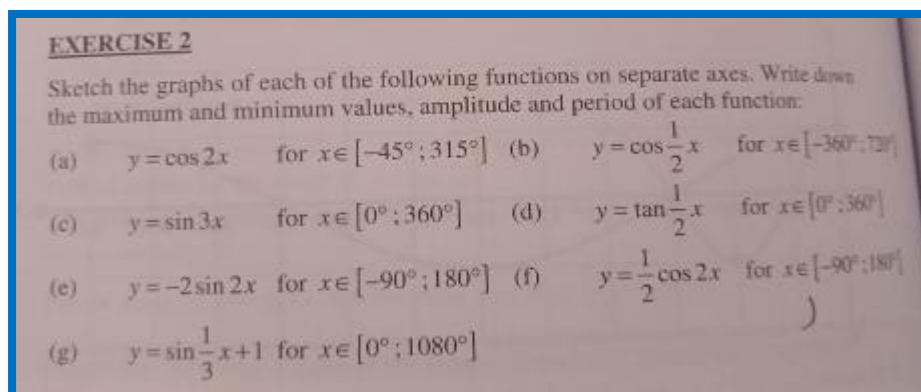 EXERCISE 2
Sketch the graphs of each of the following functions on separate axes. Write down
the maximum and minimum values, amplitude and period of each function:
(a) y = cos 2x for x ∈ [−45° ; 315°] (b) y = cos 1/2 x for x ∈ [−360° ; 720°]
(c) y = sin 3x for x ∈ [0° ; 360°] (d) y = tan 1/2 x for x ∈ [0° ; 360°]
(e) y = −2 sin 2x for x ∈ [−90° ; 180°] (f) y = 1/2 cos 2x for x ∈ [−90° ; 180°]
(g) y = sin 1/3 x + 1 for x ∈ [0° ; 1080°]